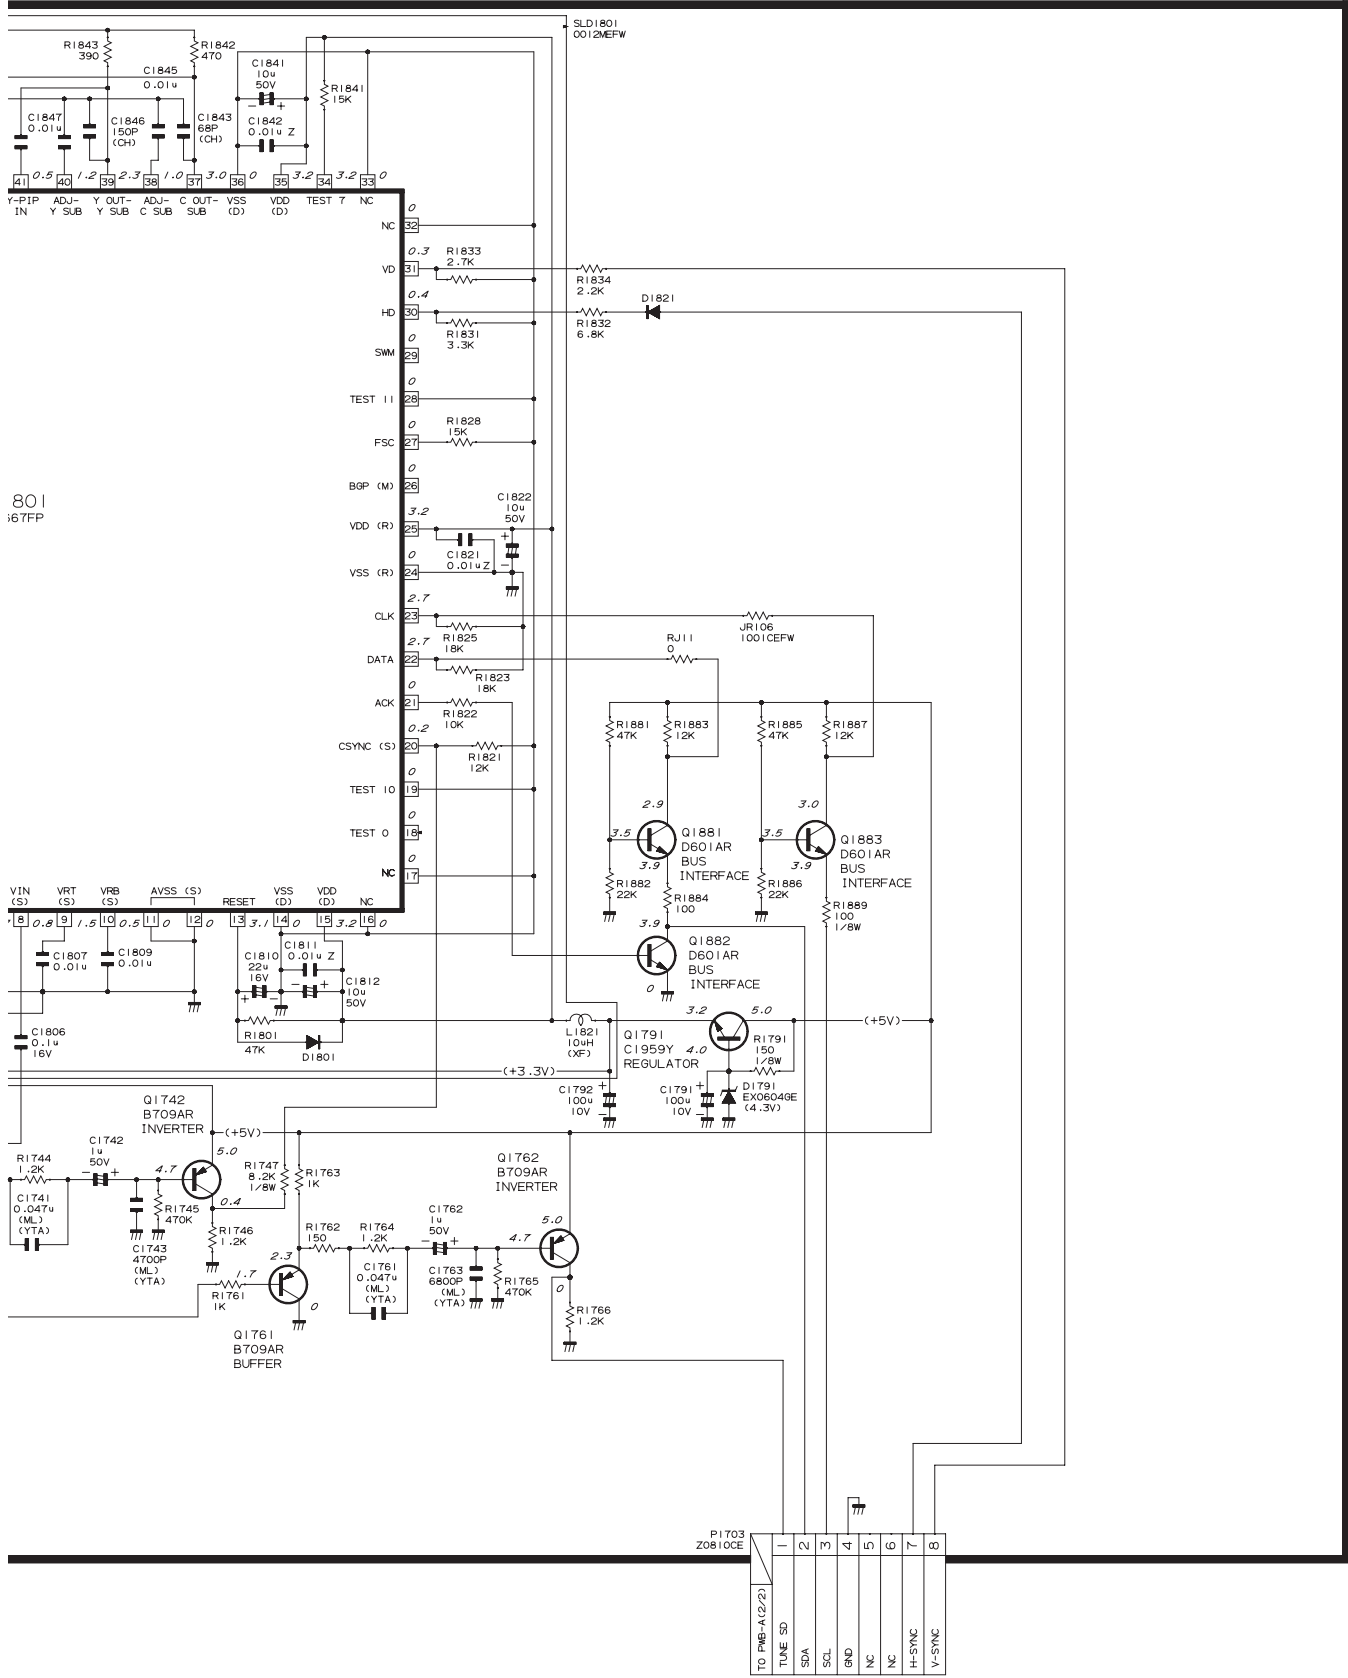 SLD1801
0012MEFW
R1843
390
R1842
470
C1845
0.01u
C1841
10u
50V
- +
R1841
15K
C1847
0.01u
C1846
150P
(CH)
C1843
68P
(CH)
C1842
0.01u Z
41 0.5 40 1.2 39 2.3 38 1.0 37 3.0 36 0 35 3.2 34 3.2 33 0
Y-PIP
IN
ADJ-
Y SUB
Y OUT-
Y SUB
ADJ-
C SUB
C OUT-
SUB
VSS
(D)
VDD
(D)
TEST 7
NC
0
NC 32
0.3
VD 31
R1833
2.7K
R1834
2.2K
0.4
HD 30
R1831
3.3K
R1832
6.8K
D1821
0
SWM 29
0
TEST 11 28
0
FSC 27
R1828
15K
0
BGP (M) 26
801
667FP
3.2
VDD (R) 25
C1822
10u
50V
+
-
C1821
0.01uZ
0
VSS (R) 24
2.7
CLK 23
R1825
18K
JR106
1001CEFW
2.7
DATA 22
R1823
18K
RJ11
0
0
ACK 21
R1822
10K
0.2
CSYNC (S) 20
R1821
12K
0
TEST 10 19
0
TEST 0 18
0
NC 17
R1881
47K
R1883
12K
R1885
47K
R1887
12K
2.9
3.5
3.9
Q1881
D601AR
BUS
INTERFACE
3.0
3.5
3.9
Q1883
D601AR
BUS
INTERFACE
R1882
22K
R1884
100
R1886
22K
R1889
100
1/8W
3.9
0
Q1882
D601AR
BUS
INTERFACE
VIN
(S)
VRT
(S)
VRB
(S)
AVSS (S)
RESET
VSS
(D)
VDD
(D)
NC
8 0.8 9 1.5 10 0.5 11 0 12 0 13 3.1 14 0 15 3.2 16 0
C1807
0.01u
C1809
0.01u
C1810
22u
16V
+ -
C1811
0.01u Z
- +
C1812
10u
50V
C1806
0.1u
16V
R1801
47K
D1801
L1821
10uH
(XF)
Q1791
C1959Y
REGULATOR
3.2
5.0
4.0
R1791
150
1/8W
(+5V)
(+3.3V)
C1792
100u
10V
+
-
C1791
100u
10V
+
-
D1791
EX0604GE
(4.3V)
Q1742
B709AR
INVERTER
(+5V)
5.0
4.7
0.4
R1744
1.2K
C1742
1u
50V
- +
C1741
0.047u
(ML)
(YTA)
C1743
4700P
(ML)
(YTA)
R1745
470K
R1746
1.2K
R1747
8.2K
1/8W
R1763
1K
Q1762
B709AR
INVERTER
5.0
4.7
0
R1762
150
R1764
1.2K
C1762
1u
50V
- +
C1761
0.047u
(ML)
(YTA)
C1763
6800P
(ML)
(YTA)
R1765
470K
R1766
1.2K
2.3
1.7
0
R1761
1K
Q1761
B709AR
BUFFER
P1703
Z0810CE
1 2 3 4 5 6 7 8
TO PWB-A(2/2)
TUNE SD
SDA
SCL
GND
NC
NC
H-SYNC
V-SYNC